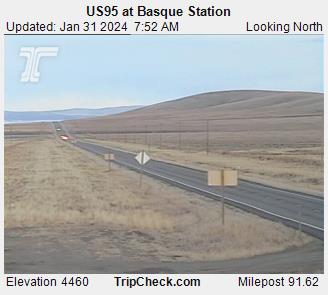 US95 at Basque Station
Updated: Jan 31 2024 7:52 AM Looking North
Elevation 4460 TripCheck.com Milepost 91.62